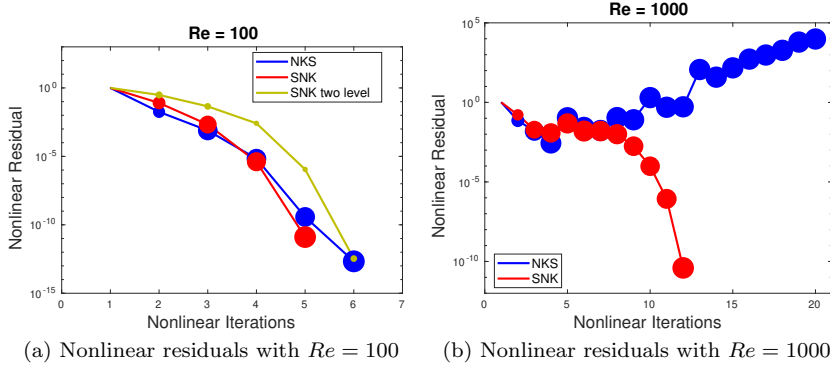 Re = 100
NKS
SNK
SNK two level
10^0
10^-5
10^-10
10^-15
Nonlinear Residual
0 1 2 3 4 5 6 7
Nonlinear Iterations
(a) Nonlinear residuals with Re = 100
Re = 1000
10^5
10^0
10^-5
10^-10
Nonlinear Residual
NKS
SNK
0 5 10 15 20
Nonlinear Iterations
(b) Nonlinear residuals with Re = 1000